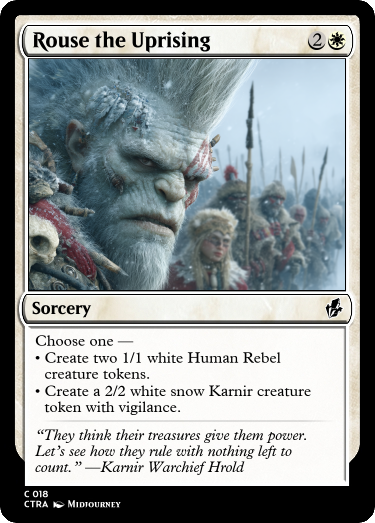 Rouse the Uprising 2
Sorcery
Choose one —
• Create two 1/1 white Human Rebel
creature tokens.
• Create a 2/2 white snow Karnir creature
token with vigilance.
“They think their treasures give them power.
Let's see how they rule with nothing left to
count.” —Karnir Warchief Hrold
C 018
CTRA Midjourney